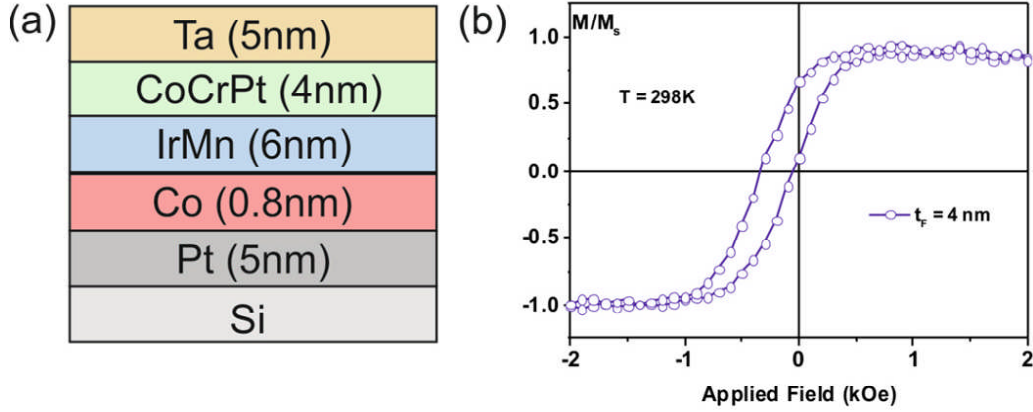 (a)
Ta (5nm)
CoCrPt (4nm)
IrMn (6nm)
Co (0.8nm)
Pt (5nm)
Si
(b)
M/Ms
1.0
0.5
0.0
-0.5
-1.0
T = 298K
tF = 4 nm
-2 -1 0 1 2
Applied Field (kOe)